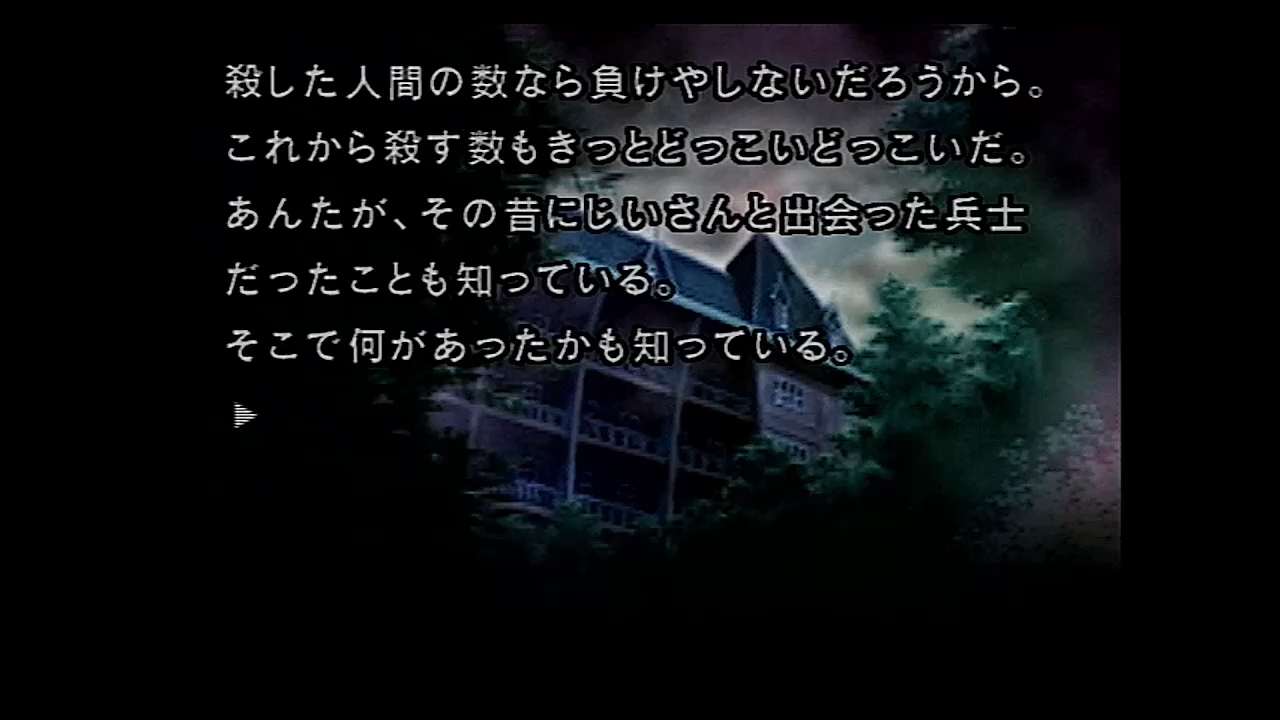 殺した人間の数なら負けやしないだろうから。
これから殺す数もきっとどっこいどっこいだ。
あんたが、その昔にじいさんと出会った兵士
だったことも知っている。
そこで何があったかも知っている。